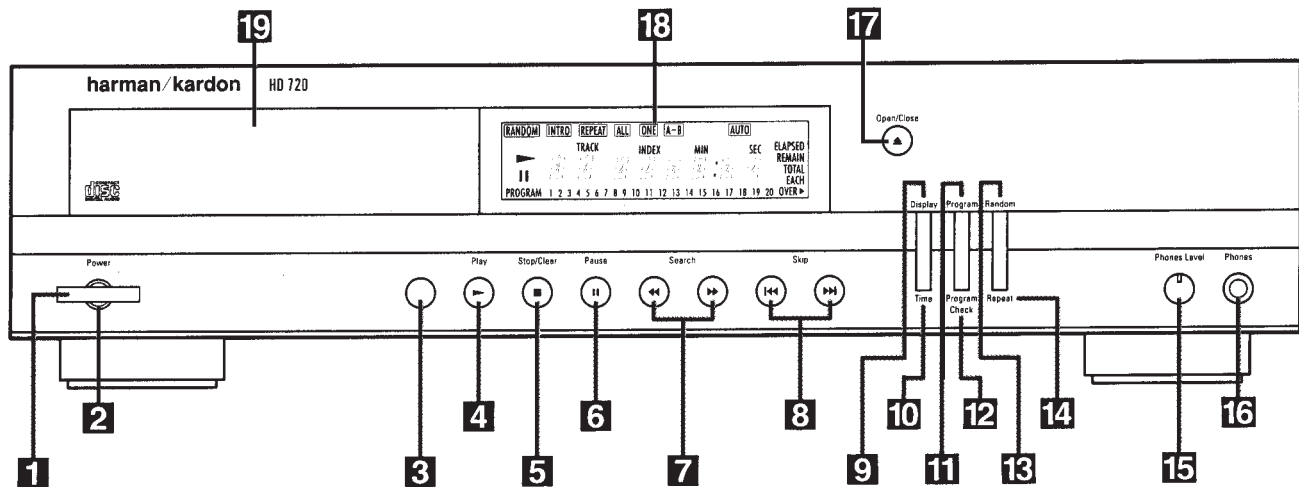 19
18
17
harman/kardon HD 720
Open/Close
RANDOM INTRO REPEAT ALL ONE A-B AUTO
TRACK INDEX MIN SEC ELAPSED
REMAIN
TOTAL
EACH
PROGRAM 1 2 3 4 5 6 7 8 9 10 11 12 13 14 15 16 17 18 19 20 OVER
COMPACT
disc
DIGITAL AUDIO
Display Program Random
Power
Play Stop/Clear Pause Search Skip
Phones Level Phones
Time Program Check Repeat
1 2 3 4 5 6 7 8 9 10 11 12 13 14 15 16